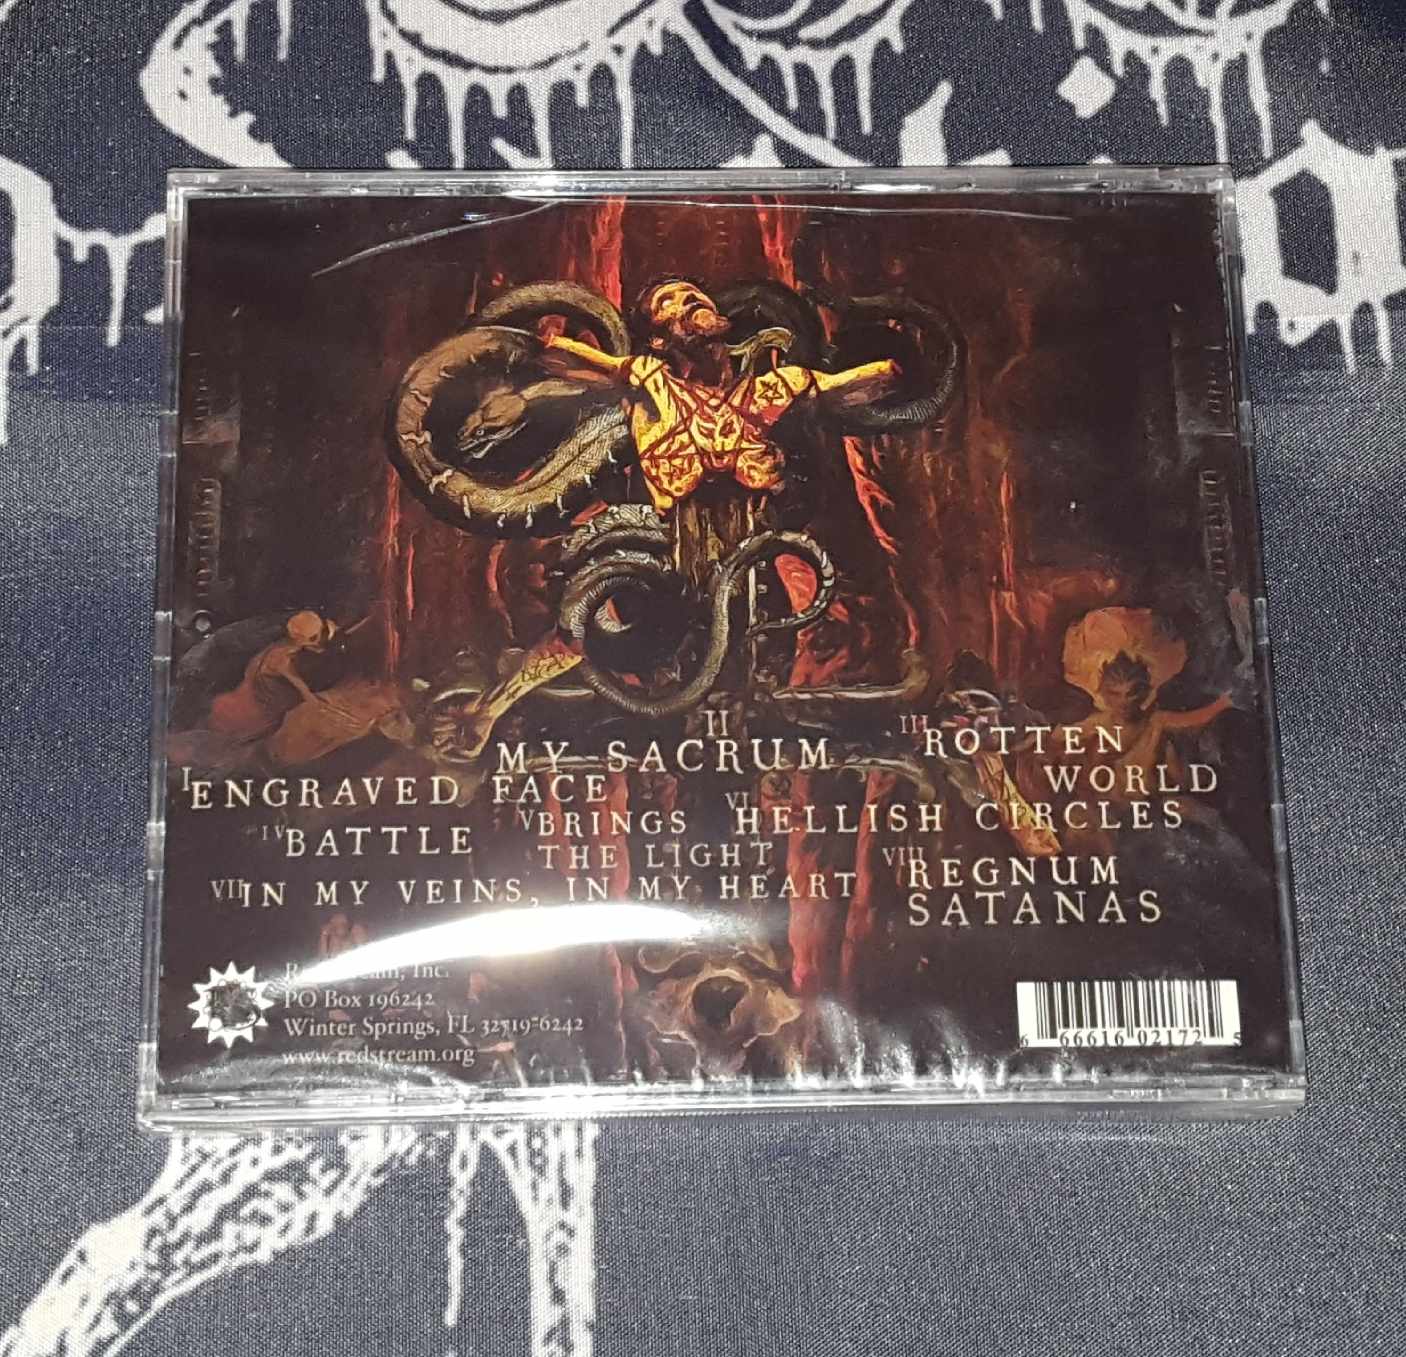 I ENGRAVED FACE
II MY SACRUM
III ROTTEN
WORLD
IV BATTLE
V BRINGS
THE LIGHT
VI HELLISH CIRCLES
VII IN MY VEINS, IN MY HEART
VIII REGNUM
SATANAS
Inc.
PO Box 196242
Winter Springs, FL 32719-6242
www.redstream.org
6 66616 02172 5